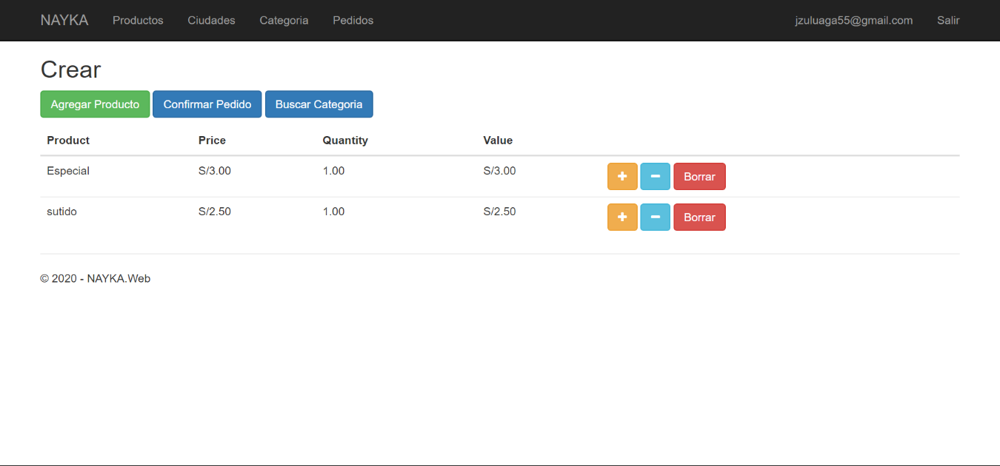 NAYKA Productos Ciudades Categoria Pedidos jzuluaga55@gmail.com Salir
Crear
Agregar Producto Confirmar Pedido Buscar Categoria
Product Price Quantity Value
Especial S/3.00 1.00 S/3.00 + − Borrar
sutido S/2.50 1.00 S/2.50 + − Borrar
© 2020 - NAYKA.Web